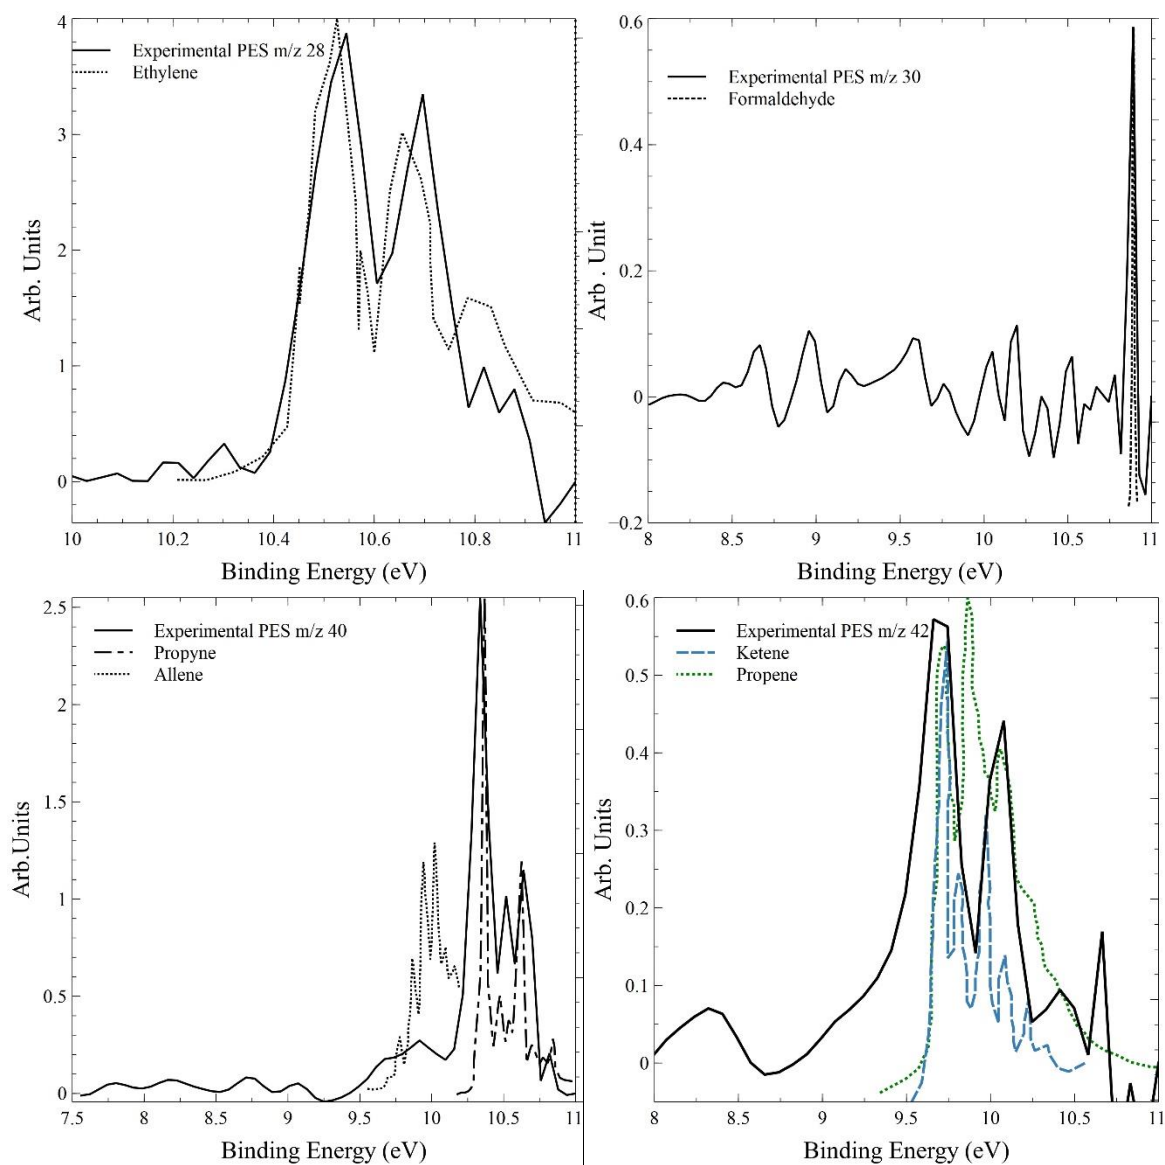 4
3
2
1
0
Arb. Units
Experimental PES m/z 28
Ethylene
10
10.2
10.4
10.6
10.8
11
Binding Energy (eV)
0.6
0.4
0.2
0
−0.2
Arb . Unit
Experimental PES m/z 30
Formaldehyde
8
8.5
9
9.5
10
10.5
11
Binding Energy (eV)
2.5
2
1.5
1
0.5
0
Arb.Units
Experimental PES m/z 40
Propyne
Allene
7.5
8
8.5
9
9.5
10
10.5
11
Binding Energy (eV)
0.6
0.5
0.4
0.3
0.2
0.1
0
Arb. Units
Experimental PES m/z 42
Ketene
Propene
8
8.5
9
9.5
10
10.5
11
Binding Energy (eV)